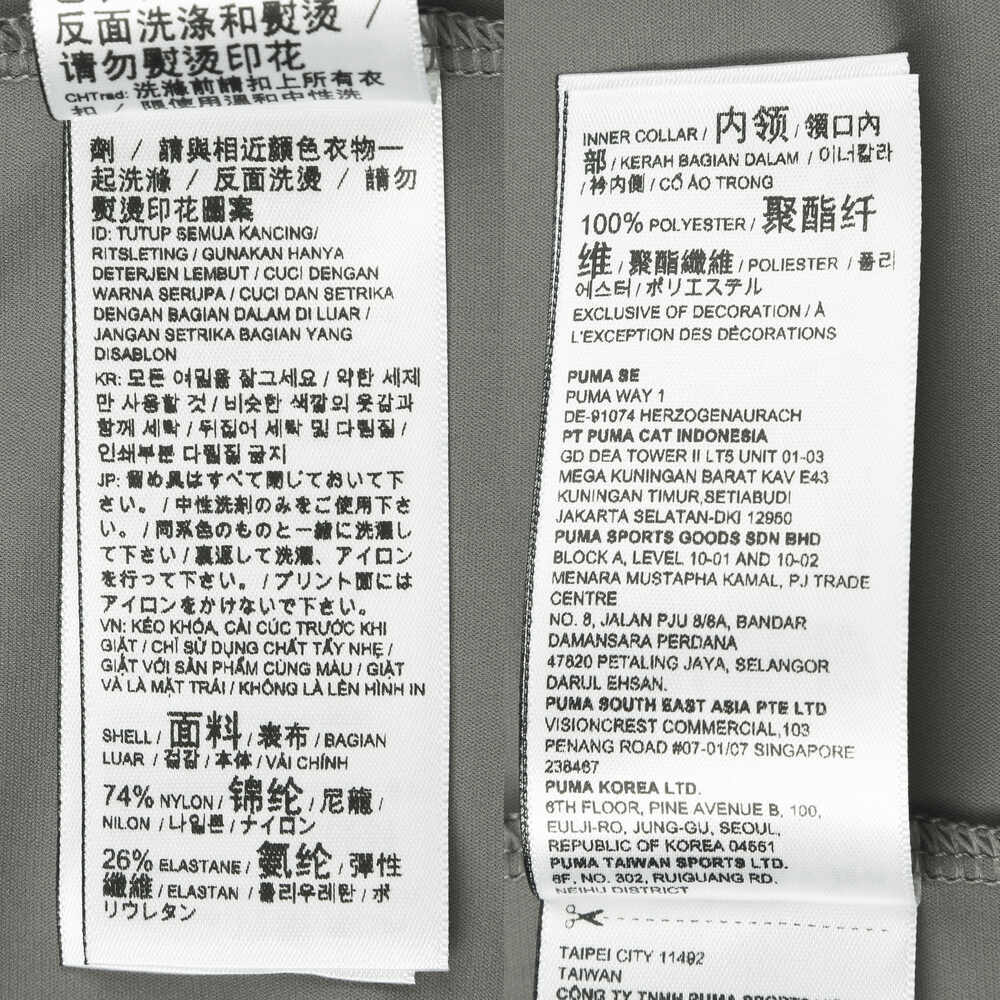 反面洗涤和熨烫 /
请勿熨烫印花
CHTrad: 洗滌前請扣上所有衣
扣 / 限使用溫和中性洗
劑 / 請與相近顏色衣物一
起洗滌 / 反面洗燙 / 請勿
熨燙印花圖案
ID: TUTUP SEMUA KANCING/
RITSLETING / GUNAKAN HANYA
DETERJEN LEMBUT / CUCI DENGAN
WARNA SERUPA / CUCI DAN SETRIKA
DENGAN BAGIAN DALAM DI LUAR /
JANGAN SETRIKA BAGIAN YANG
DISABLON
KR: 모든 여밈을 잠그세요 / 약한 세제
만 사용할 것 / 비슷한 색깔의 옷감과
함께 세탁 / 뒤집어 세탁 및 다림질 /
인쇄부분 다림질 금지
JP: 留め具はすべて閉じておいて下
さい。 / 中性洗剤のみをご使用下さ
い。 / 同系色のものと一緒に洗濯し
て下さい / 裏返して洗濯、アイロン
を行って下さい。 / プリント面には
アイロンをかけないで下さい。
VN: KÉO KHÓA, CÀI CÚC TRƯỚC KHI
GIẶT / CHỈ SỬ DỤNG CHẤT TẨY NHẸ /
GIẶT VỚI SẢN PHẨM CÙNG MÀU / GIẶT
VÀ LÀ MẶT TRÁI / KHÔNG LÀ LÊN HÌNH IN
SHELL / 面料 / 表布 / BAGIAN
LUAR / 겉감 / 本体 / VẢI CHÍNH
74% NYLON / 锦纶 / 尼龍 /
NILON / 나일론 / ナイロン
26% ELASTANE / 氨纶 / 彈性
纖維 / ELASTAN / 폴리우레탄 / ポ
リウレタン
INNER COLLAR / 内领 / 領口內
部 / KERAH BAGIAN DALAM / 이너칼라
/ 衿内側 / CỔ ÁO TRONG
100% POLYESTER / 聚酯纤
维 / 聚酯纖維 / POLIESTER / 폴리
에스터 / ポリエステル
EXCLUSIVE OF DECORATION / À
L'EXCEPTION DES DÉCORATIONS
PUMA SE
PUMA WAY 1
DE-91074 HERZOGENAURACH
PT PUMA CAT INDONESIA
GD DEA TOWER II LT5 UNIT 01-03
MEGA KUNINGAN BARAT KAV E43
KUNINGAN TIMUR,SETIABUDI
JAKARTA SELATAN-DKI 12950
PUMA SPORTS GOODS SDN BHD
BLOCK A, LEVEL 10-01 AND 10-02
MENARA MUSTAPHA KAMAL, PJ TRADE
CENTRE
NO. 8, JALAN PJU 8/8A, BANDAR
DAMANSARA PERDANA
47820 PETALING JAYA, SELANGOR
DARUL EHSAN.
PUMA SOUTH EAST ASIA PTE LTD
VISIONCREST COMMERCIAL,103
PENANG ROAD #07-01/07 SINGAPORE
238467
PUMA KOREA LTD.
6TH FLOOR, PINE AVENUE B, 100,
EULJI-RO, JUNG-GU, SEOUL,
REPUBLIC OF KOREA 04551
PUMA TAIWAN SPORTS LTD.
8F, NO. 302, RUIGUANG RD.
NEIHU DISTRICT
TAIPEI CITY 11492
TAIWAN
CÔNG TY TNHH PUMA SPORTS